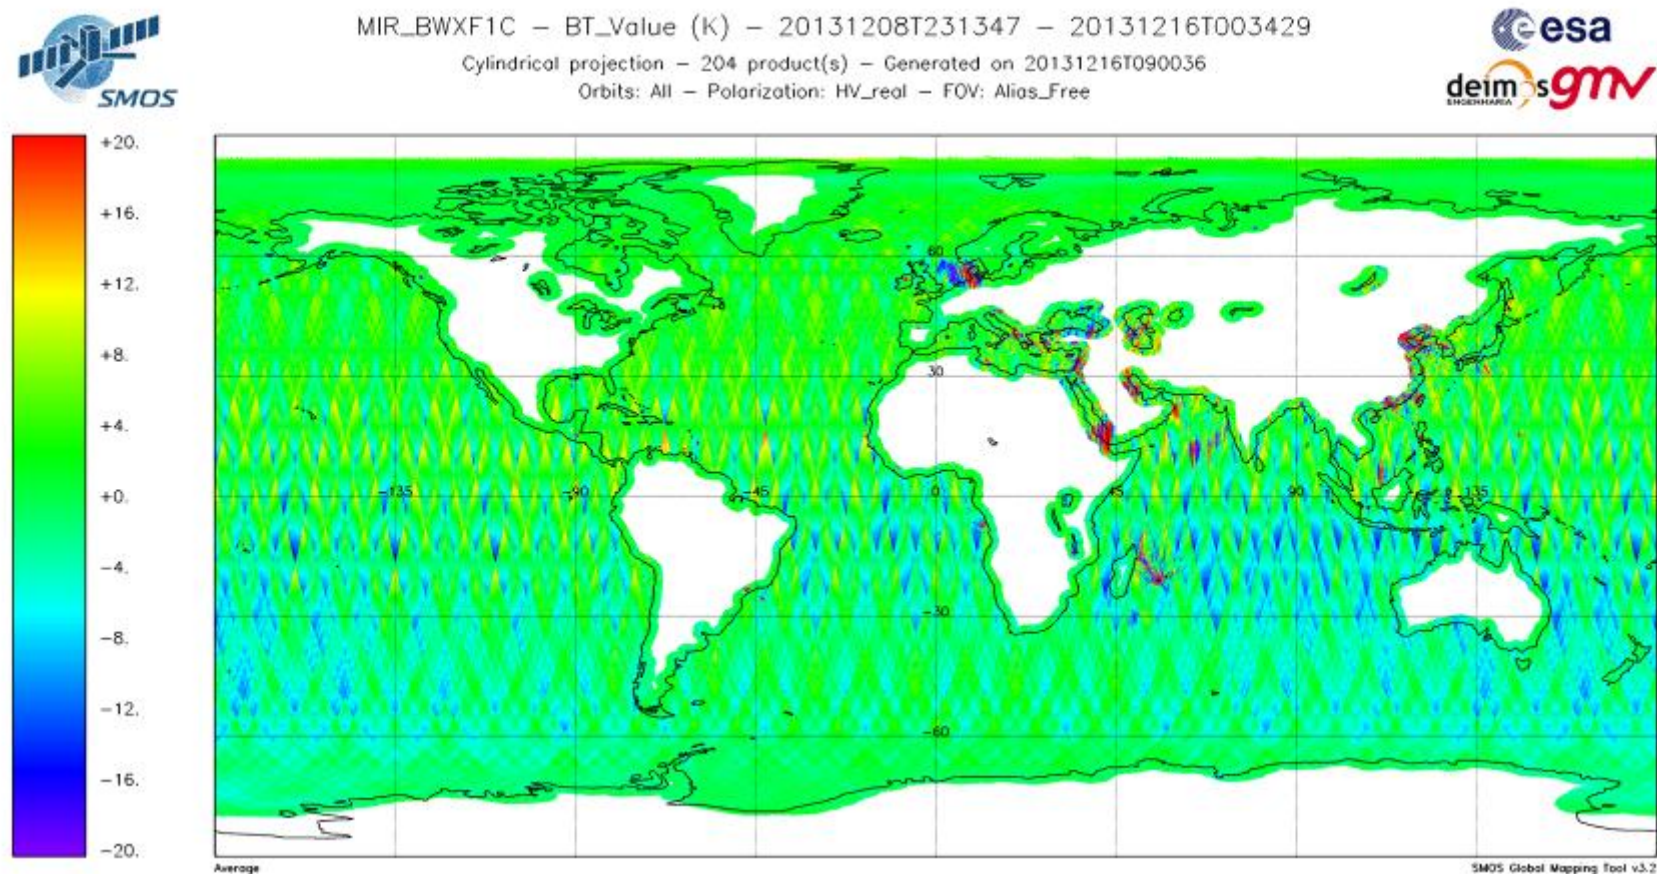 MIR_BWXF1C – BT_Value (K) – 20131208T231347 – 20131216T003429
Cylindrical projection – 204 product(s) – Generated on 20131216T090036
Orbits: All – Polarization: HV_real – FOV: Alias_Free
SMOS
esa
deimos gmv
ENGENHARIA
+20.
+16.
+12.
+8.
+4.
+0.
−4.
−8.
−12.
−16.
−20.
60
30
−135 −90 −45 0 45 90 135
−30
−60
Average
SMOS Global Mapping Tool v3.2